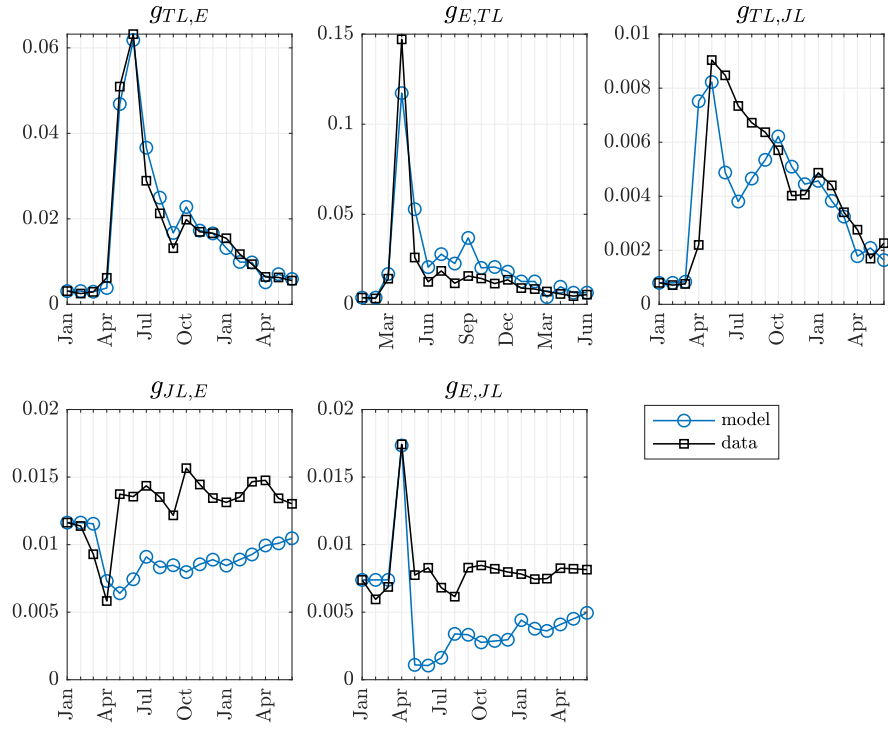 g_{TL,E}
0.06
0.04
0.02
0
Jan
Apr
Jul
Oct
Jan
Apr
g_{E,TL}
0.15
0.1
0.05
0
Mar
Jun
Sep
Dec
Mar
Jun
g_{TL,JL}
0.01
0.008
0.006
0.004
0.002
0
Jan
Apr
Jul
Oct
Jan
Apr
g_{JL,E}
0.02
0.015
0.01
0.005
0
Jan
Apr
Jul
Oct
Jan
Apr
g_{E,JL}
0.02
0.015
0.01
0.005
0
Jan
Apr
Jul
Oct
Jan
Apr
model
data